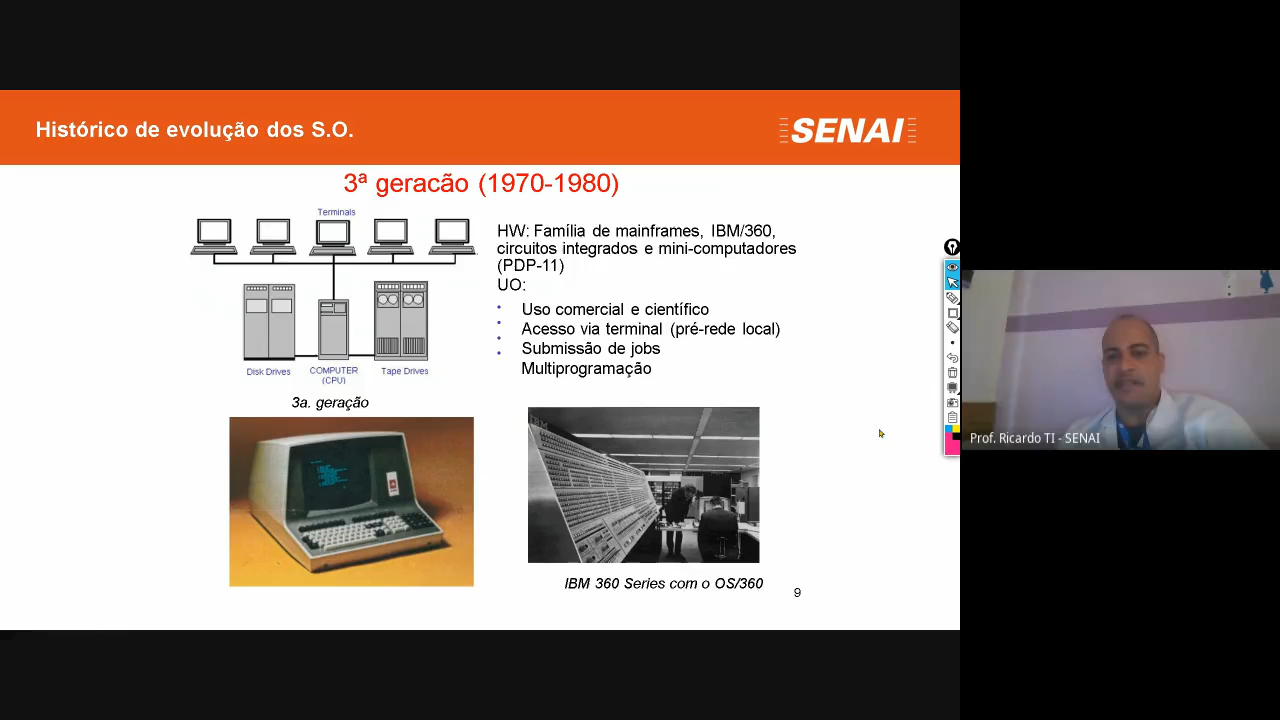 Histórico de evolução dos S.O.
SENAI
3ª geracão (1970-1980)
Terminals
Disk Drives
COMPUTER
(CPU)
Tape Drives
3a. geração
HW: Família de mainframes, IBM/360,
circuitos integrados e mini-computadores
(PDP-11)
UO:
Uso comercial e científico
Acesso via terminal (pré-rede local)
Submissão de jobs
Multiprogramação
IBM
IBM 360 Series com o OS/360
9
Prof. Ricardo TI - SENAI